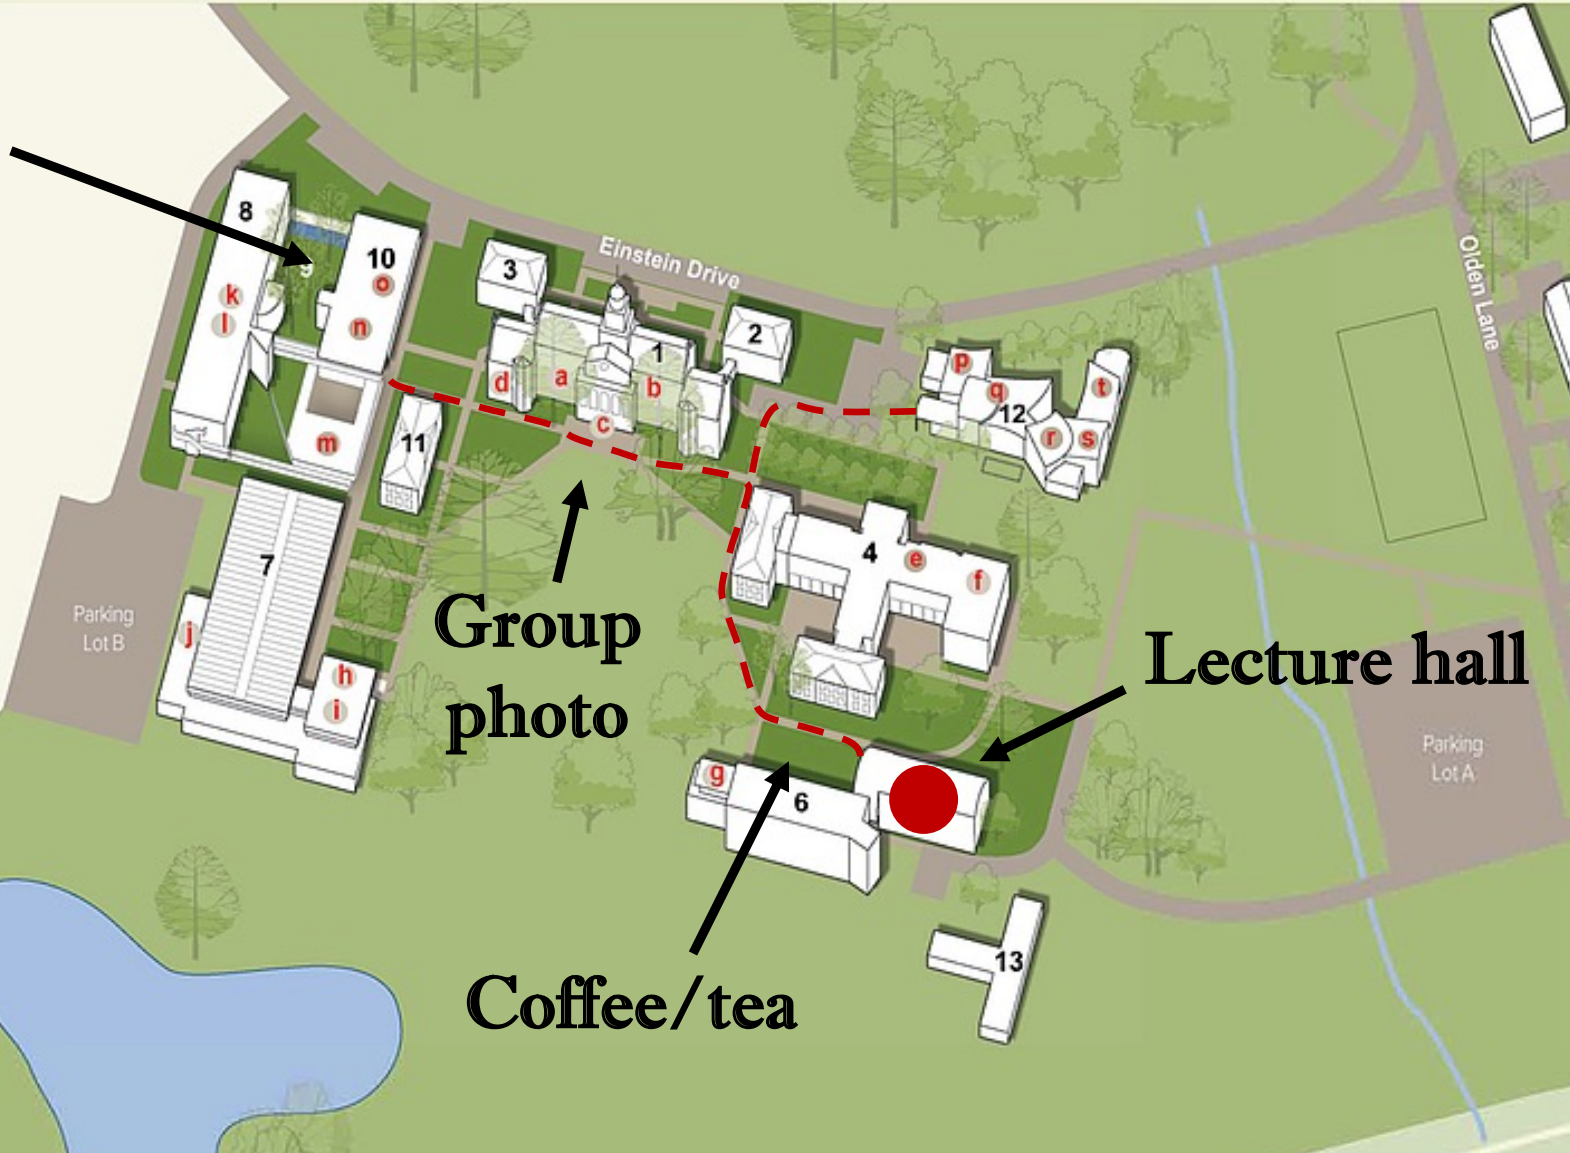 8
9
10
k
l
o
n
m
3
Einstein Drive
2
1
d
a
b
c
11
7
j
h
i
Parking
Lot B
p
q
12
t
r
s
4
e
f
Olden Lane
Group
photo
Lecture hall
Parking
Lot A
g
6
Coffee/tea
13